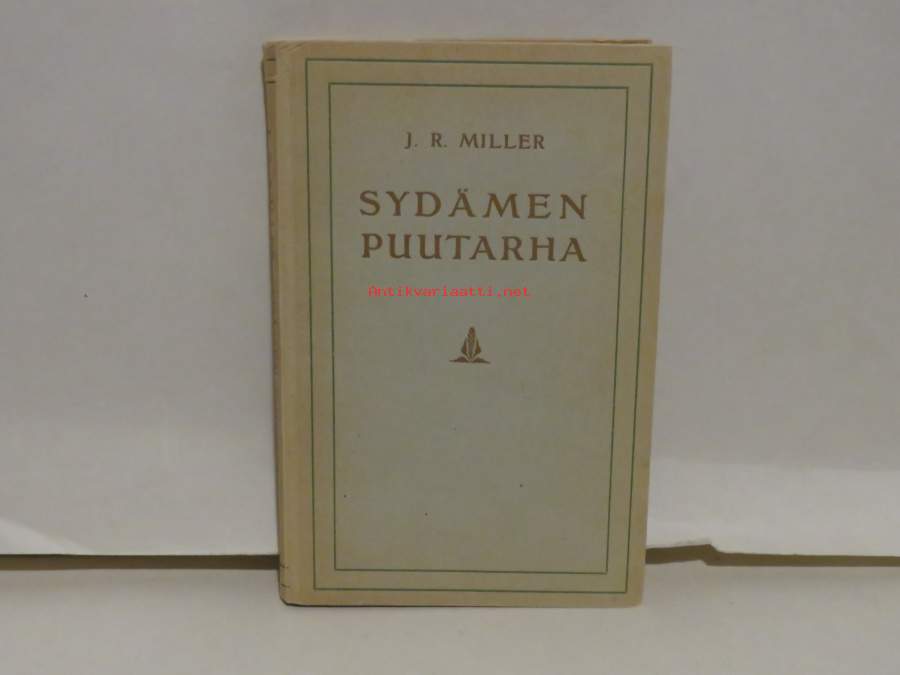 J. R. MILLER
SYDÄMEN
PUUTARHA
Antikvariaatti.net